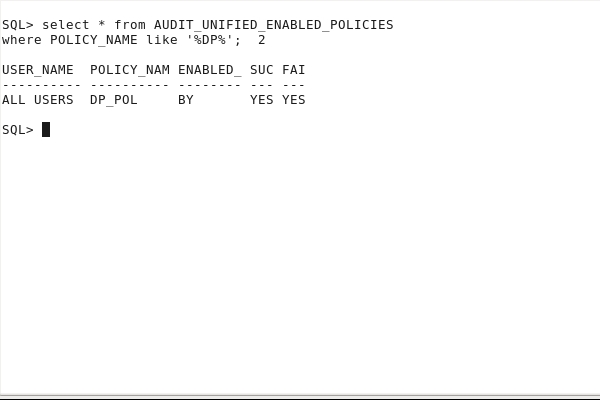 SQL> select * from AUDIT_UNIFIED_ENABLED_POLICIES
where POLICY_NAME like '%DP%';  2
USER_NAME  POLICY_NAM ENABLED_ SUC FAI
---------- ---------- -------- --- ---
ALL USERS  DP_POL     BY       YES YES
SQL>